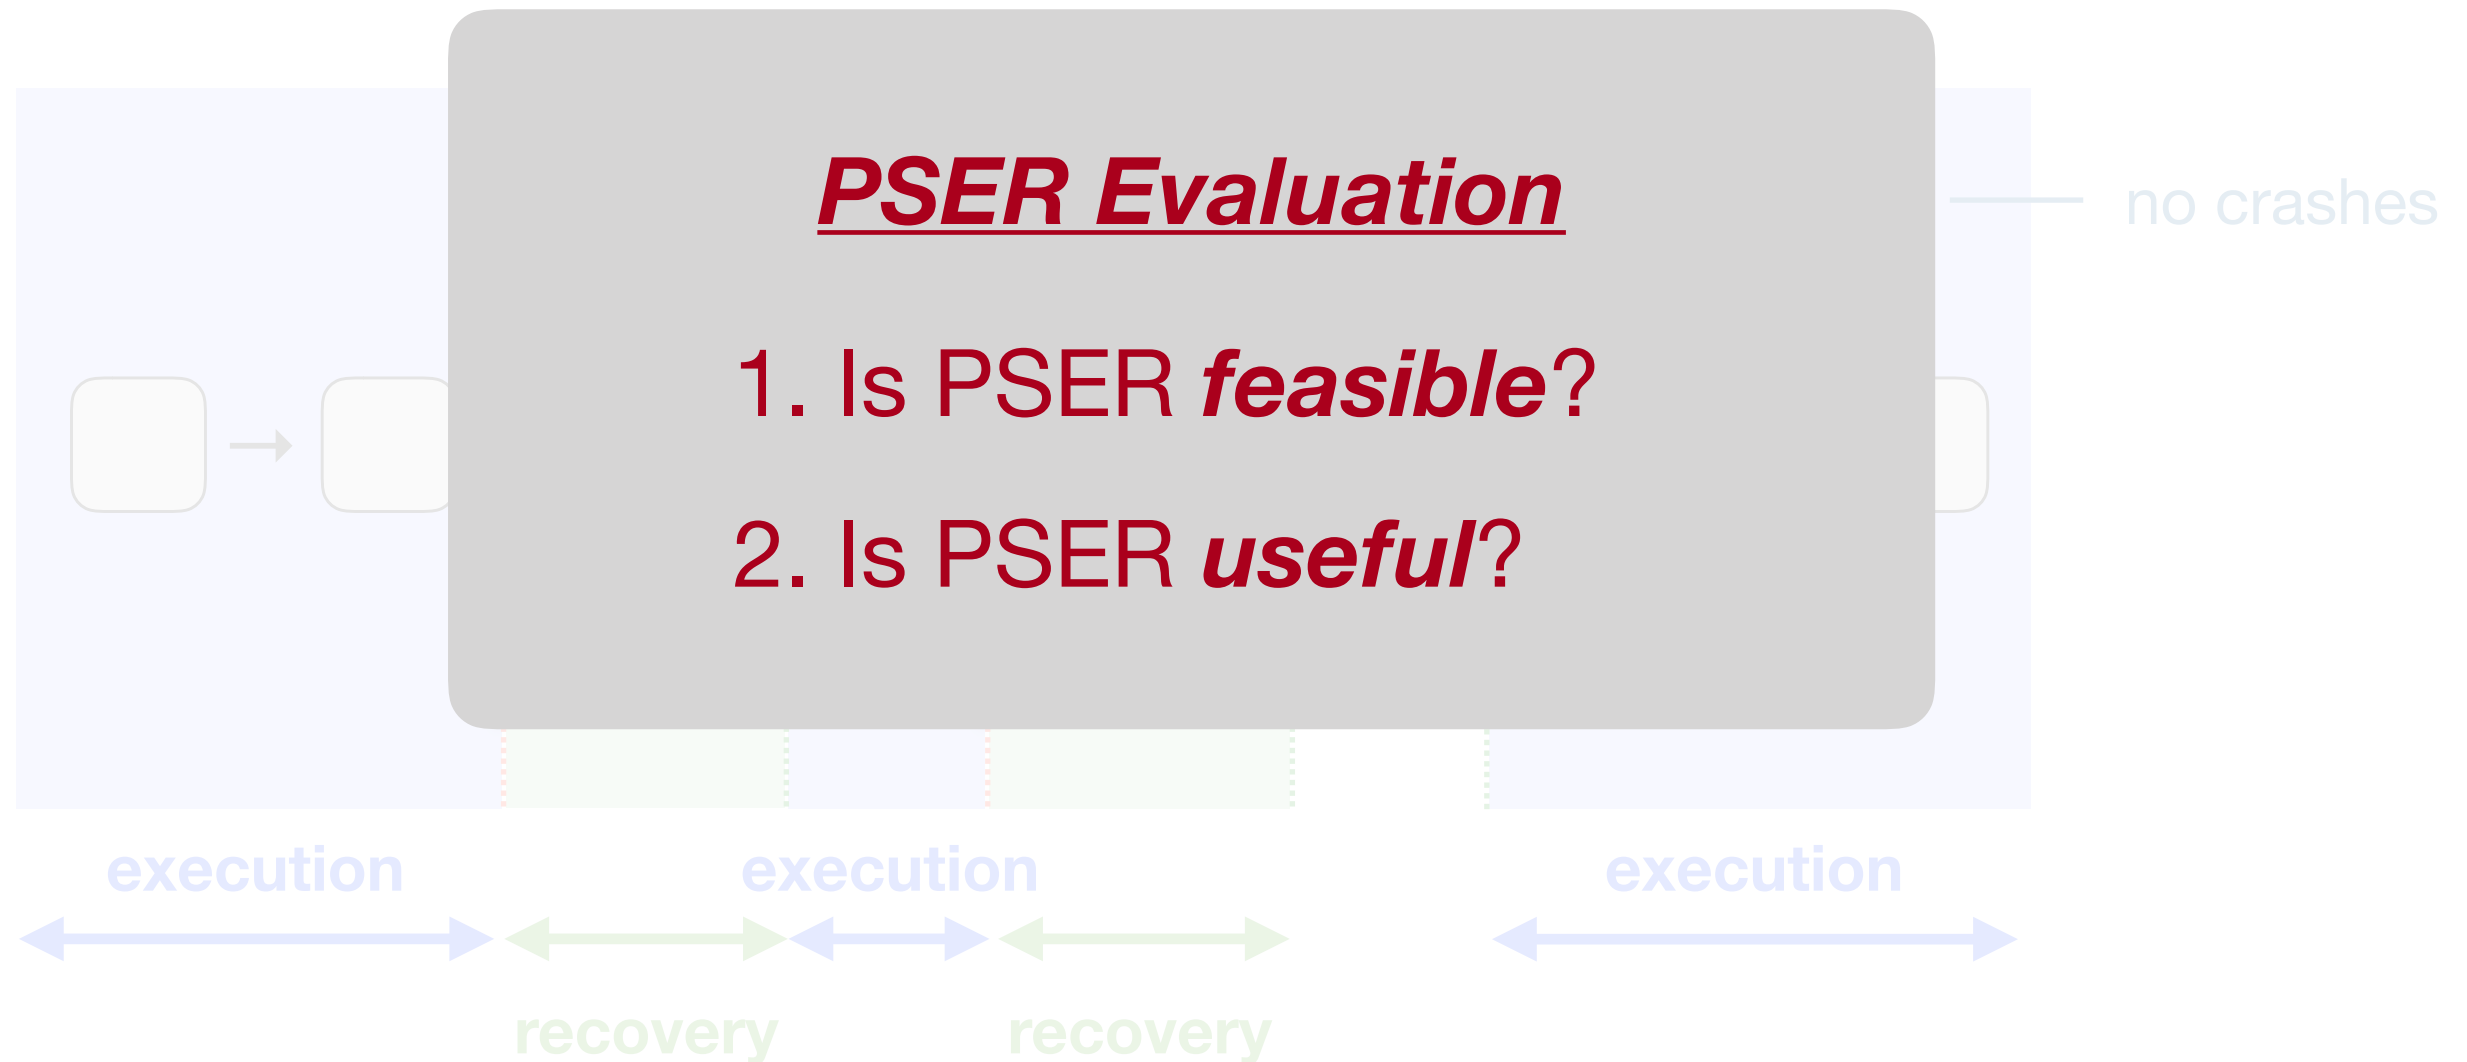 PSER Evaluation
no crashes
1. Is PSER feasible?
2. Is PSER useful?
execution execution execution
recovery recovery